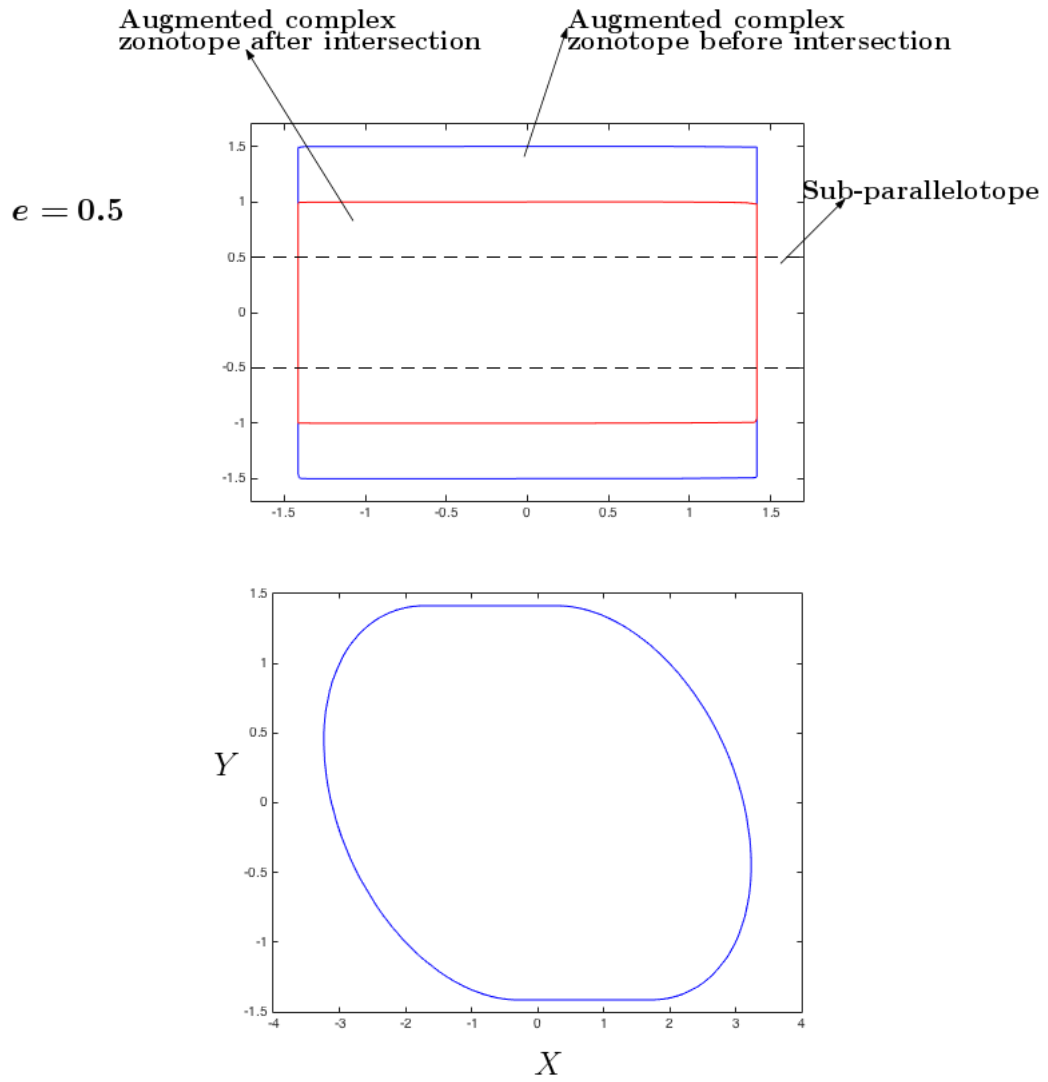 Augmented complex
zonotope after intersection
Augmented complex
zonotope before intersection
e = 0.5
Sub-parallelotope
1.5
1
0.5
0
-0.5
-1
-1.5
-1.5 -1 -0.5 0 0.5 1 1.5
1.5
1
0.5
0
-0.5
-1
-1.5
Y
-4 -3 -2 -1 0 1 2 3 4
X